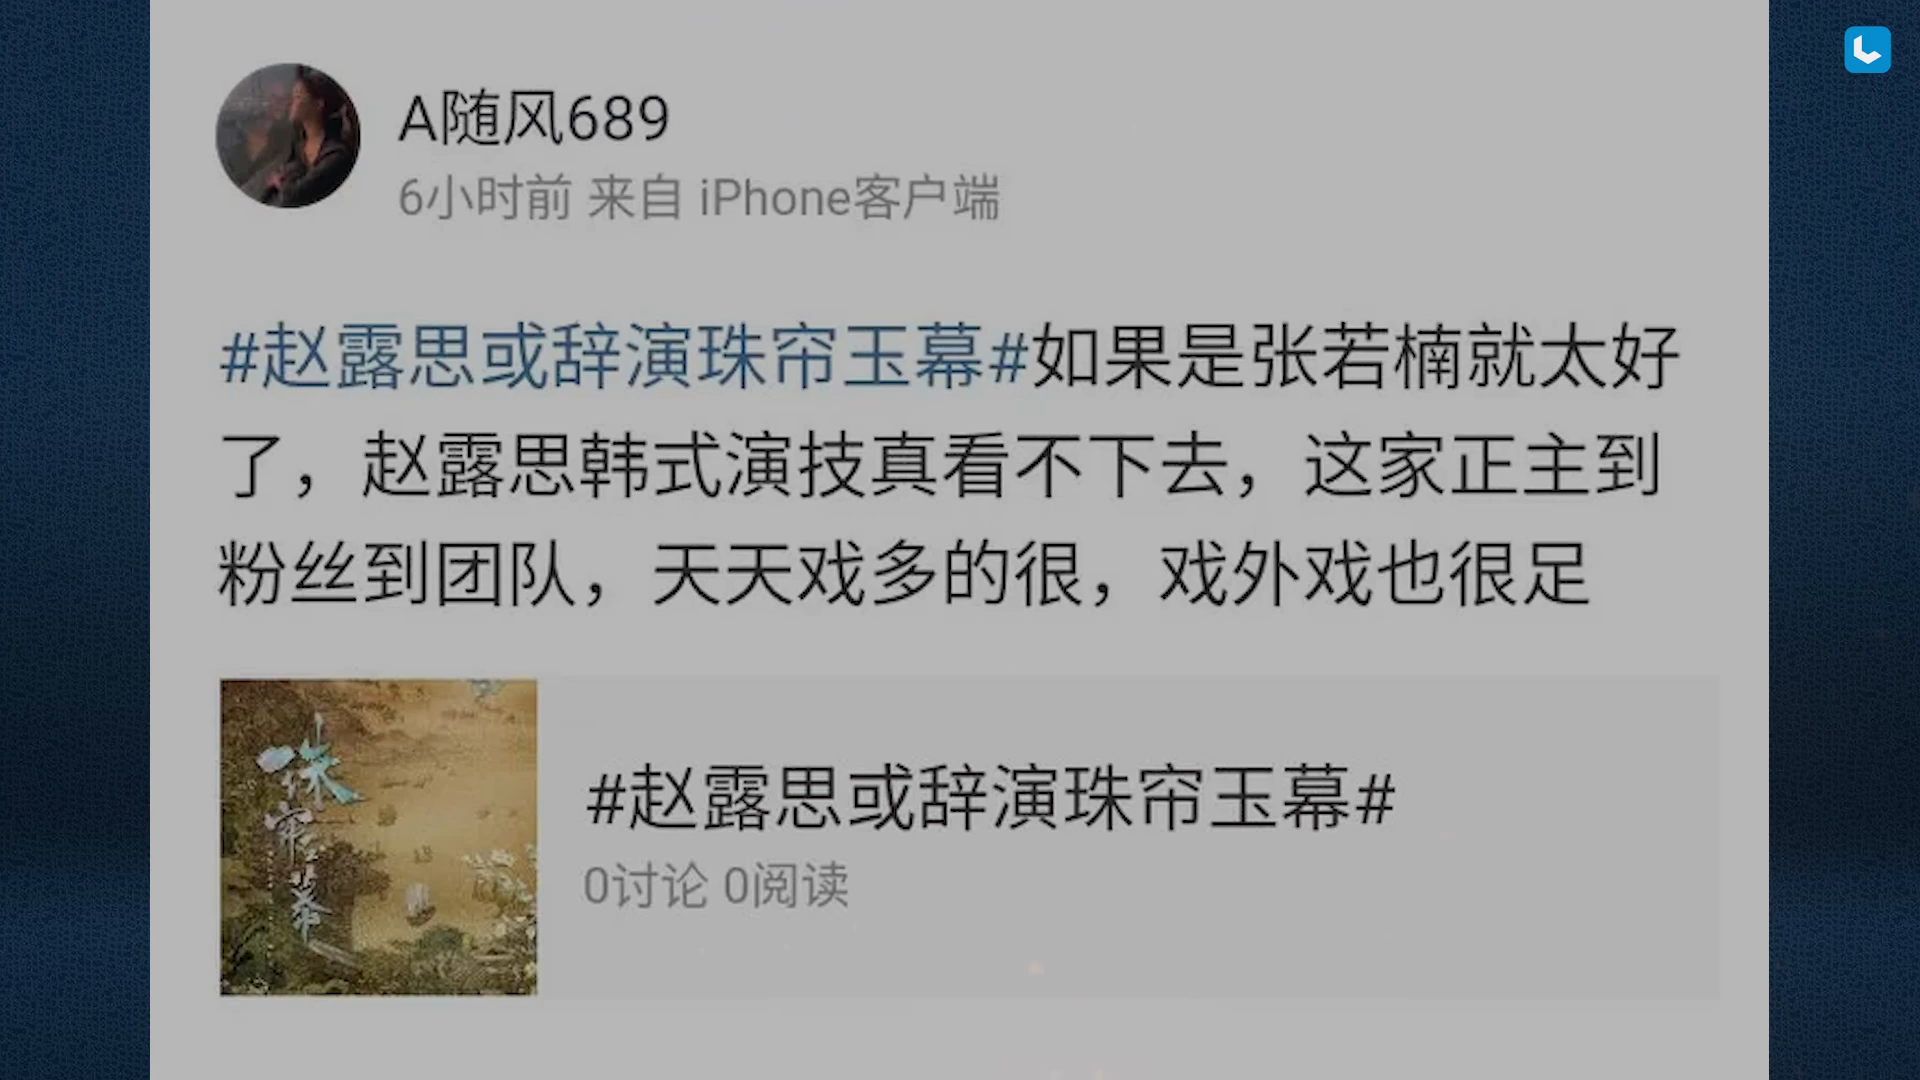 A随风689
6小时前 来自 iPhone客户端
#赵露思或辞演珠帘玉幕#如果是张若楠就太好
了，赵露思韩式演技真看不下去，这家正主到
粉丝到团队，天天戏多的很，戏外戏也很足
珠帘玉幕
#赵露思或辞演珠帘玉幕#
0讨论 0阅读